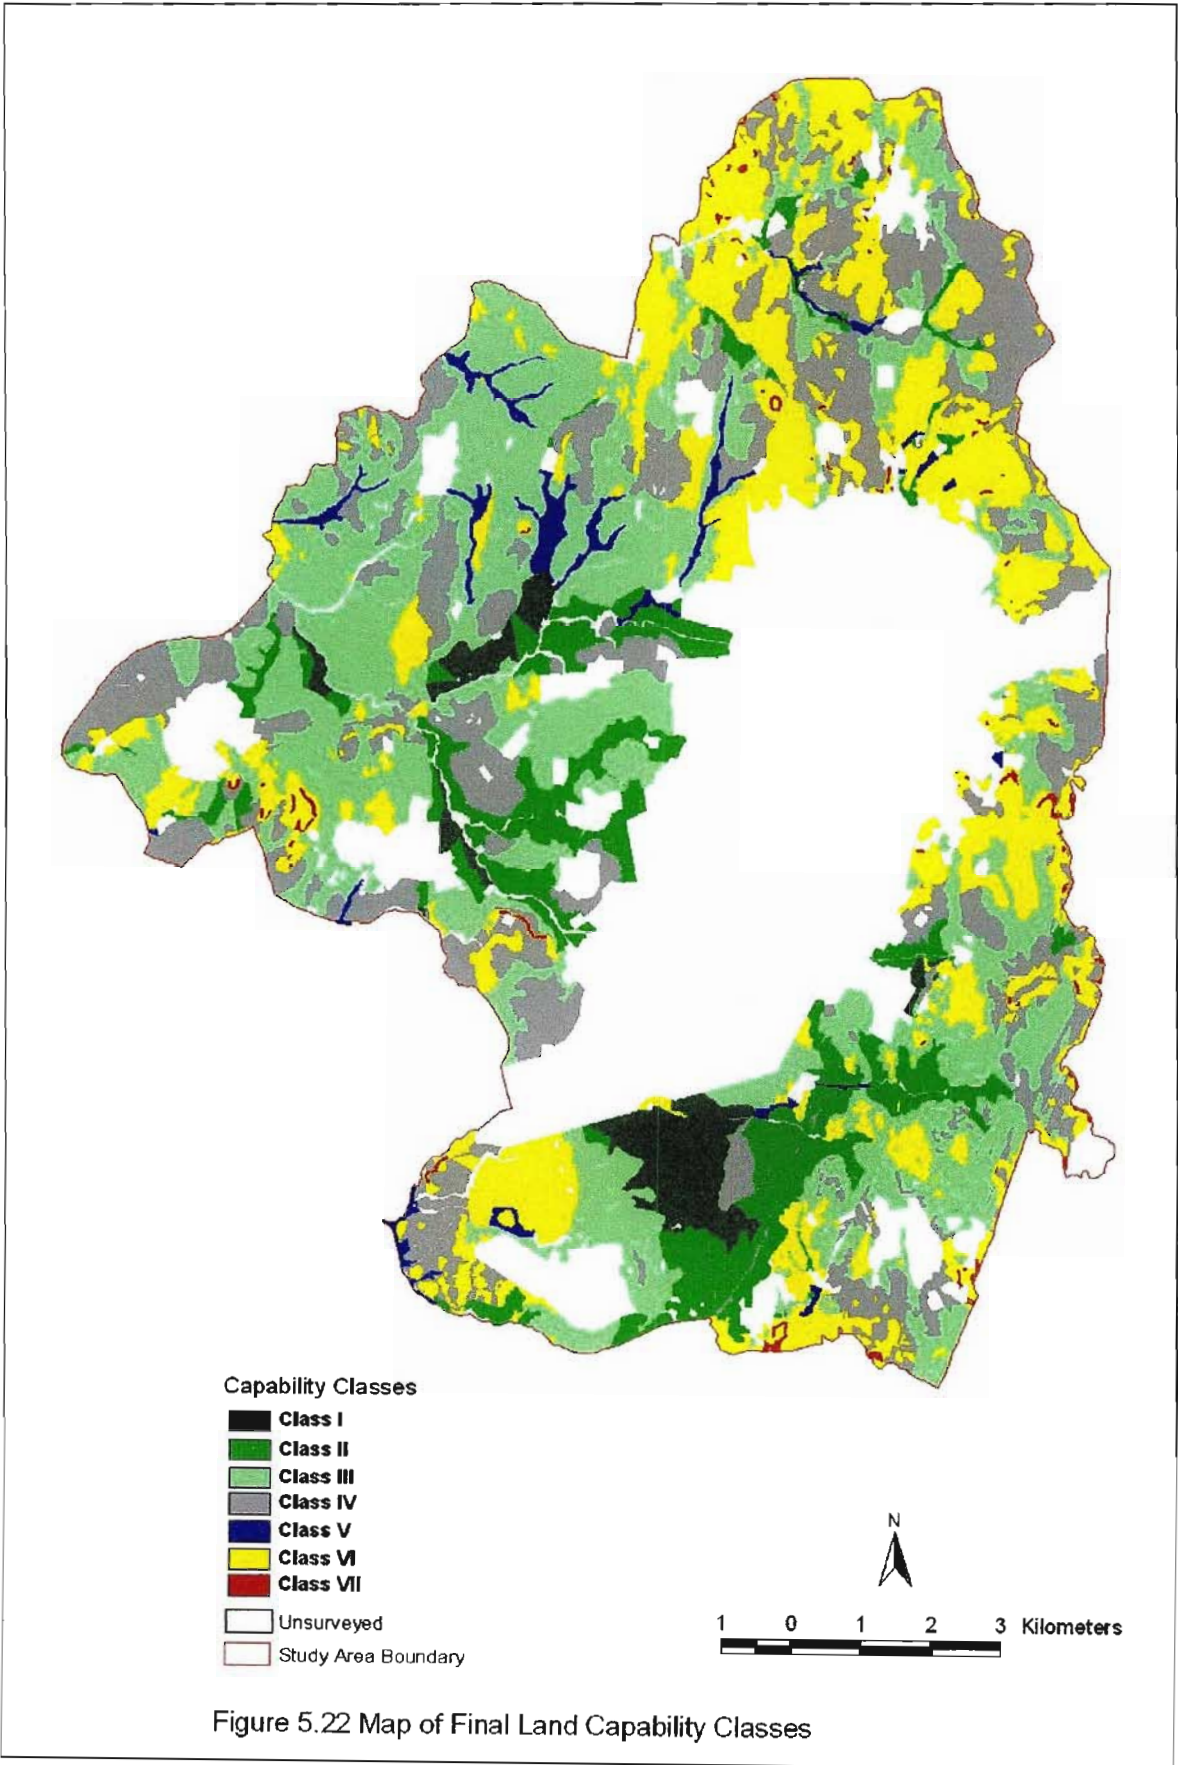 Capability Classes
Class I
Class II
Class III
Class IV
Class V
Class VI
Class VII
Unsurveyed
Study Area Boundary
N
1 0 1 2 3 Kilometers
Figure 5.22 Map of Final Land Capability Classes